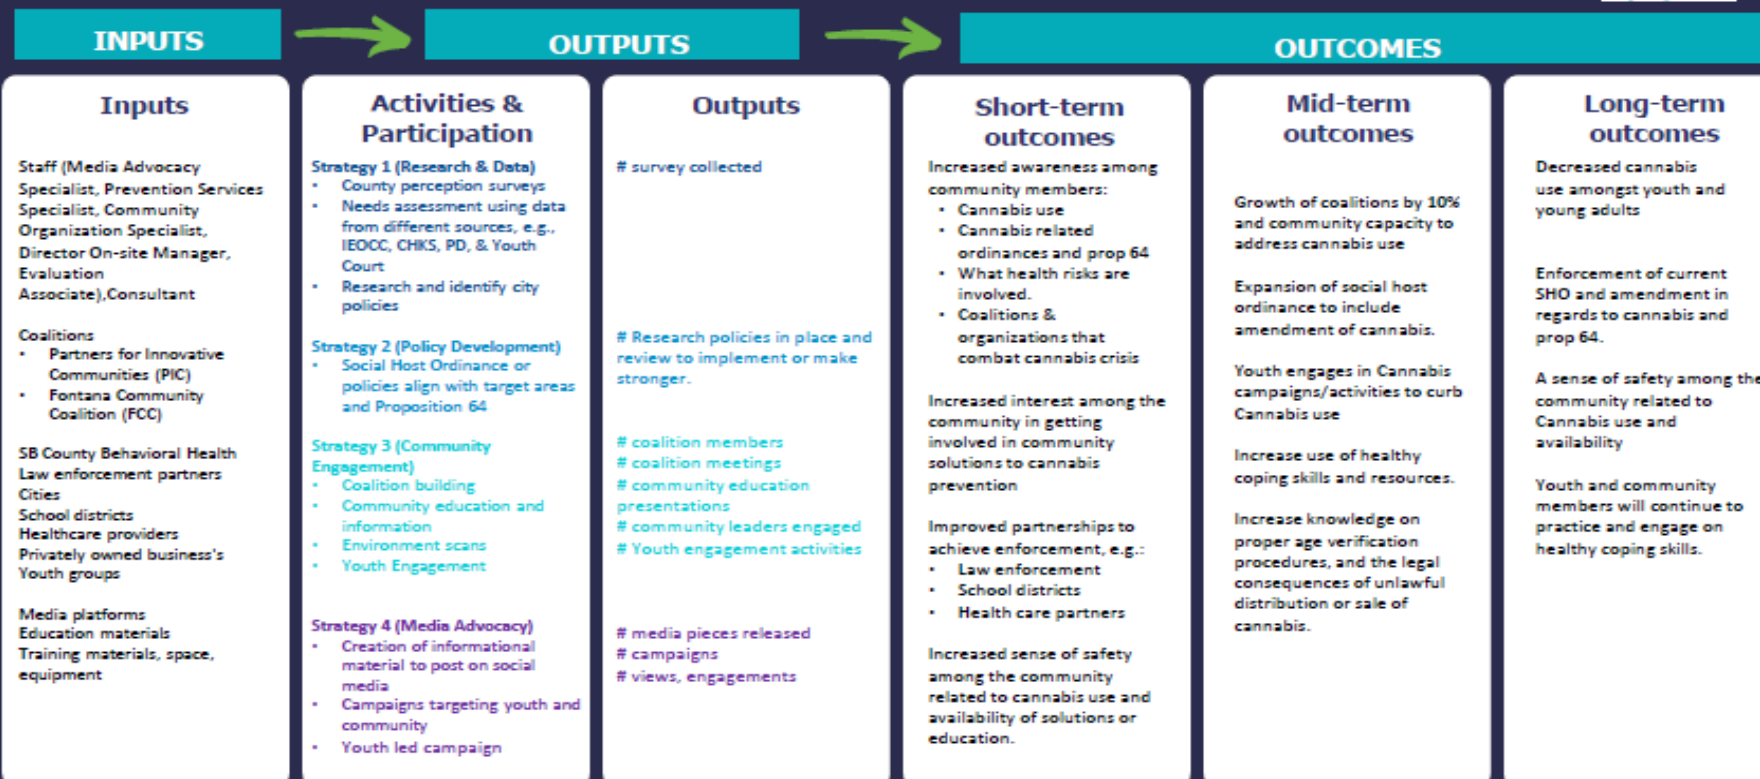 INPUTS
OUTPUTS
OUTCOMES
Inputs
Staff (Media Advocacy
Specialist, Prevention Services
Specialist, Community
Organization Specialist,
Director On-site Manager,
Evaluation
Associate),Consultant
Coalitions
• Partners for Innovative
Communities (PIC)
• Fontana Community
Coalition (FCC)
SB County Behavioral Health
Law enforcement partners
Cities
School districts
Healthcare providers
Privately owned business's
Youth groups
Media platforms
Education materials
Training materials, space,
equipment
Activities &
Participation
Strategy 1 (Research & Data)
• County perception surveys
• Needs assessment using data
from different sources, e.g.,
IEOCC, CHKS, PD, & Youth
Court
• Research and identify city
policies
Strategy 2 (Policy Development)
• Social Host Ordinance or
policies align with target areas
and Proposition 64
Strategy 3 (Community
Engagement)
• Coalition building
• Community education and
information
• Environment scans
• Youth Engagement
Strategy 4 (Media Advocacy)
• Creation of informational
material to post on social
media
• Campaigns targeting youth and
community
• Youth led campaign
Outputs
# survey collected
# Research policies in place and
review to implement or make
stronger.
# coalition members
# coalition meetings
# community education
presentations
# community leaders engaged
# Youth engagement activities
# media pieces released
# campaigns
# views, engagements
Short-term
outcomes
Increased awareness among
community members:
• Cannabis use
• Cannabis related
ordinances and prop 64
• What health risks are
involved.
• Coalitions &
organizations that
combat cannabis crisis
Increased interest among the
community in getting
involved in community
solutions to cannabis
prevention
Improved partnerships to
achieve enforcement, e.g.:
• Law enforcement
• School districts
• Health care partners
Increased sense of safety
among the community
related to cannabis use and
availability of solutions or
education.
Mid-term
outcomes
Growth of coalitions by 10%
and community capacity to
address cannabis use
Expansion of social host
ordinance to include
amendment of cannabis.
Youth engages in Cannabis
campaigns/activities to curb
Cannabis use
Increase use of healthy
coping skills and resources.
Increase knowledge on
proper age verification
procedures, and the legal
consequences of unlawful
distribution or sale of
cannabis.
Long-term
outcomes
Decreased cannabis
use amongst youth and
young adults
Enforcement of current
SHO and amendment in
regards to cannabis and
prop 64.
A sense of safety among the
community related to
Cannabis use and
availability
Youth and community
members will continue to
practice and engage on
healthy coping skills.